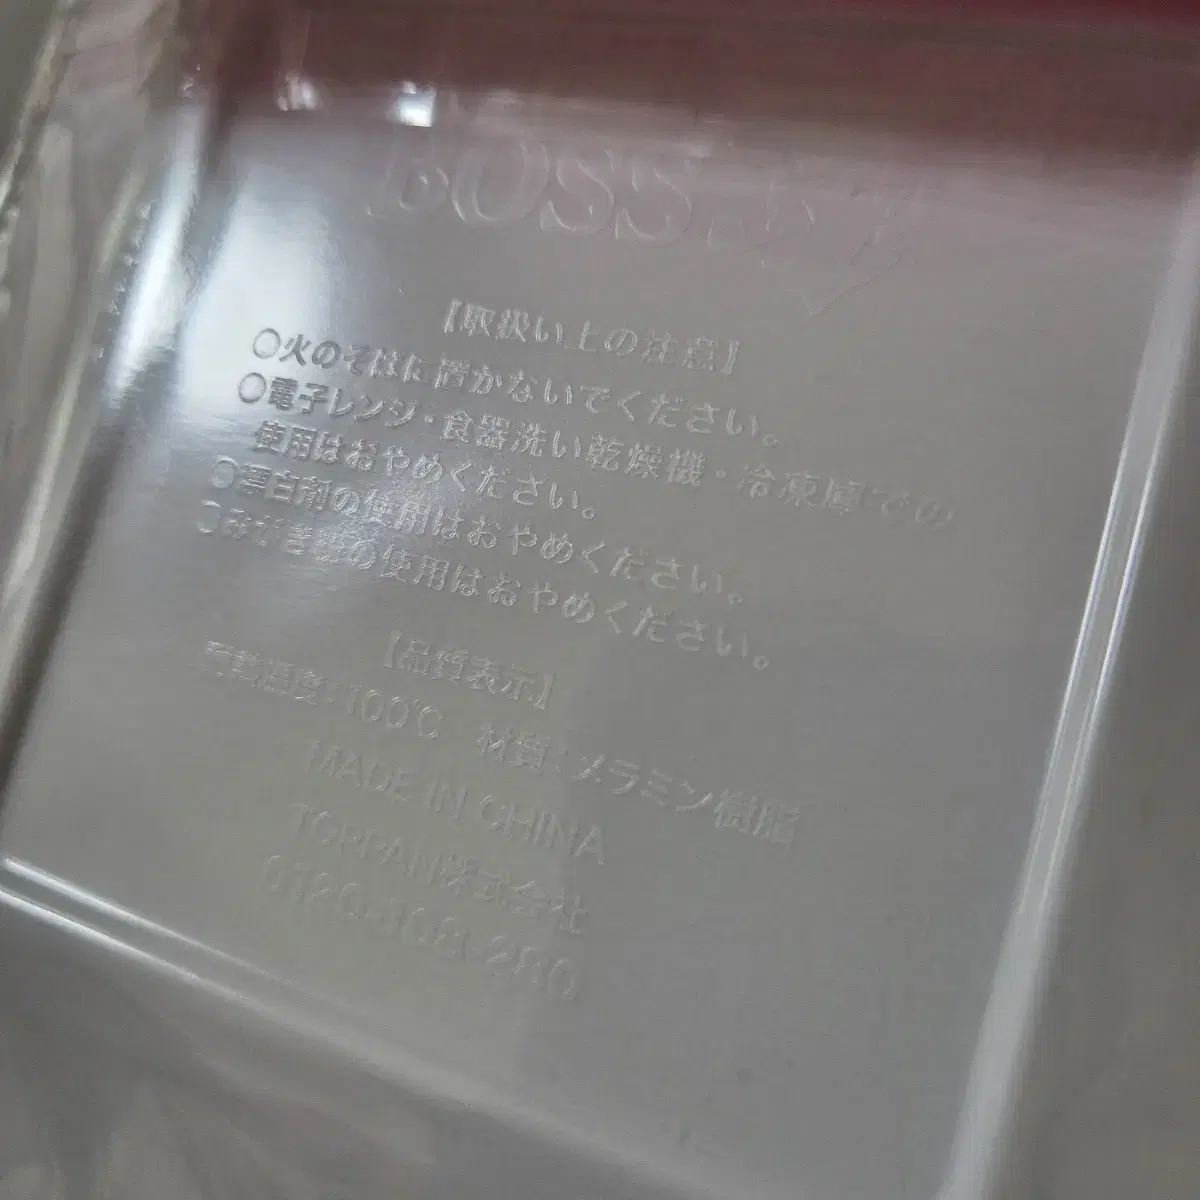 BOSS
【取扱い上の注意】
○火のそばに置かないでください。
○電子レンジ・食器洗い乾燥機・冷凍庫での
使用はおやめください。
○漂白剤の使用はおやめください。
○みがき粉の使用はおやめください。
【品質表示】
耐熱温度:100℃ 材質:メラミン樹脂
MADE IN CHINA
TOPPAN株式会社
0120-108-280